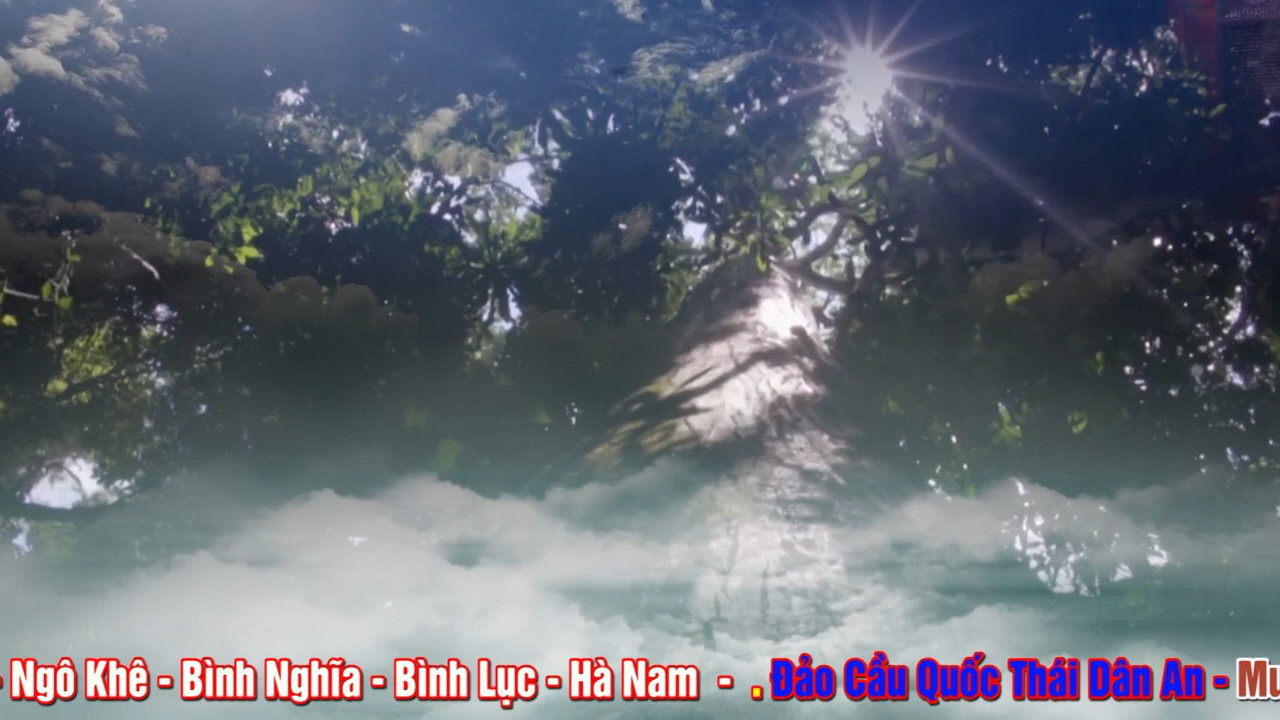 - Ngô Khê - Bình Nghĩa - Bình Lục - Hà Nam - . Đảo Cầu Quốc Thái Dân An -